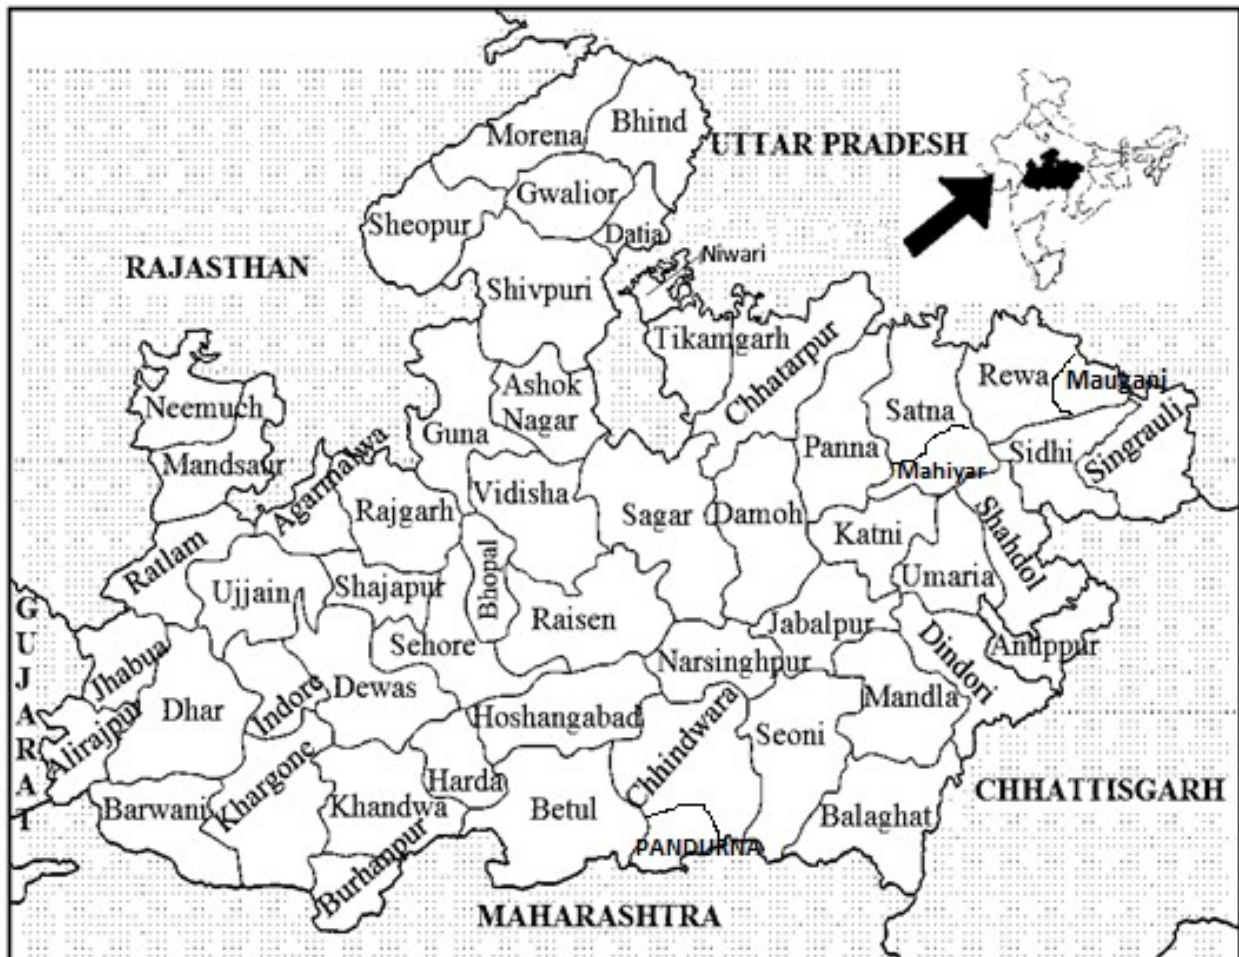 Bhind
Morena
UTTAR PRADESH
Gwalior
Sheopur
Datia
Niwari
RAJASTHAN
Shivpuri
Tikamgarh
Chhatarpur
Ashok
Nagar
Rewa
Mauganj
Neemuch
Satna
Guna
Panna
Sidhi
Singrauli
Mandsaur
Mahiyar
Agarmalwa
Vidisha
Rajgarh
Sagar
Damoh
Katni
Shahdol
Ratlam
Ujjain
Shajapur
Bhopal
Umaria
GUJARAT
Raisen
Jabalpur
Sehore
Dindori
Anuppur
Jhabua
Narsinghpur
Dewas
Indore
Dhar
Mandla
Alirajpur
Hoshangabad
Chhindwara
Seoni
Khargone
Harda
CHHATTISGARH
Barwani
Khandwa
Betul
Balaghat
PANDURNA
Burhanpur
MAHARASHTRA